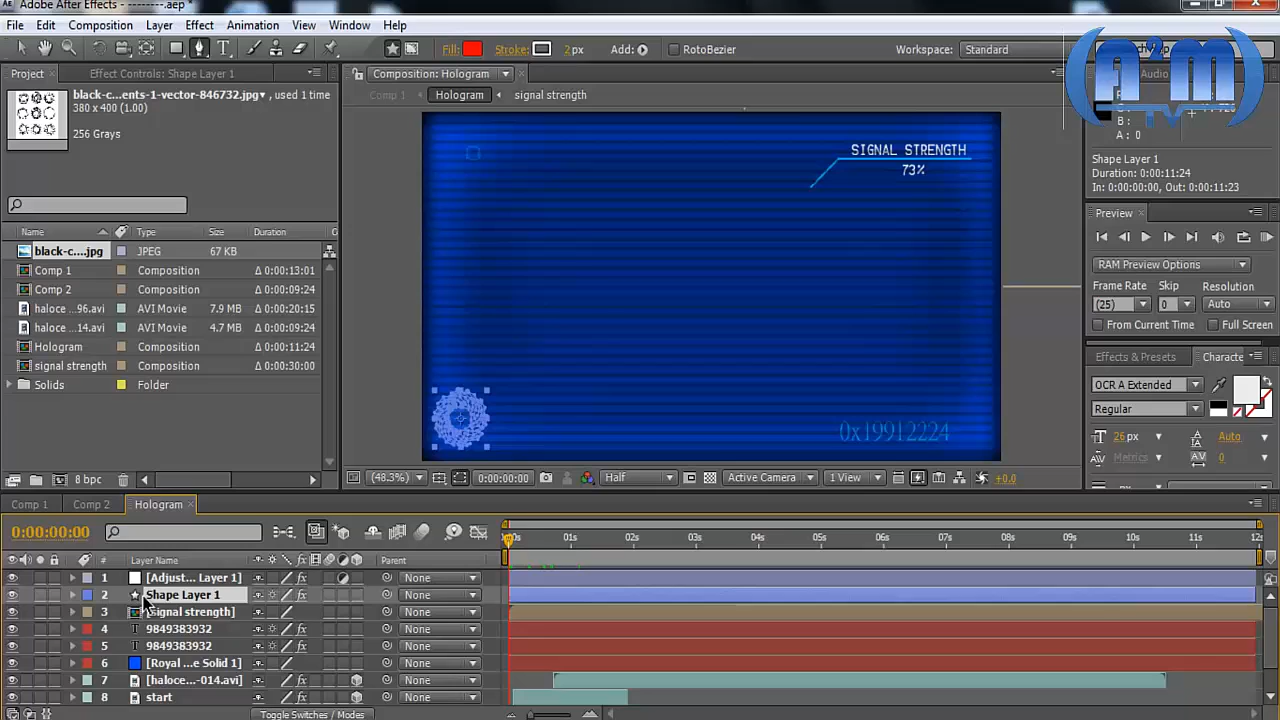 Adobe After Effects - --------.aep *
File Edit Composition Layer Effect Animation View Window Help
Fill: Stroke: 2 px Add: RotoBezier Workspace: Standard
Project Effect Controls: Shape Layer 1 Composition: Hologram Audio
black-c...ents-1-vector-846732.jpg▾, used 1 time
380 x 400 (1.00)
256 Grays
Comp 1 Hologram signal strength
SIGNAL STRENGTH
73%
0x19912224
A²M
TV
B :
A : 0
Shape Layer 1
Duration: 0:00:11:24
In: 0:00:00:00, Out: 0:00:11:23
Preview
RAM Preview Options
Frame Rate Skip Resolution
(25) 0 Auto
From Current Time Full Screen
Effects & Presets Characte
OCR A Extended
Regular
26 px Auto
Metrics 0
Name Type Size Duration
black-c....jpg JPEG 67 KB
Comp 1 Composition Δ 0:00:13:01
Comp 2 Composition Δ 0:00:09:24
haloce ...96.avi AVI Movie 7.9 MB Δ 0:00:20:15
haloce ...14.avi AVI Movie 4.7 MB Δ 0:00:09:24
Hologram Composition Δ 0:00:11:24
signal strength Composition Δ 0:00:30:00
Solids Folder
8 bpc
(48.3%) 0:00:00:00 Half Active Camera 1 View +0.0
Comp 1 Comp 2 Hologram
0:00:00:00
01s 02s 03s 04s 05s 06s 07s 08s 09s 10s 11s 12s
# Layer Name Parent
1 [Adjust... Layer 1] None
2 Shape Layer 1 None
3 [signal strength] None
4 T 9849383932 None
5 T 9849383932 None
6 [Royal ...e Solid 1] None
7 [haloce...-014.avi] None
8 start None
Toggle Switches / Modes